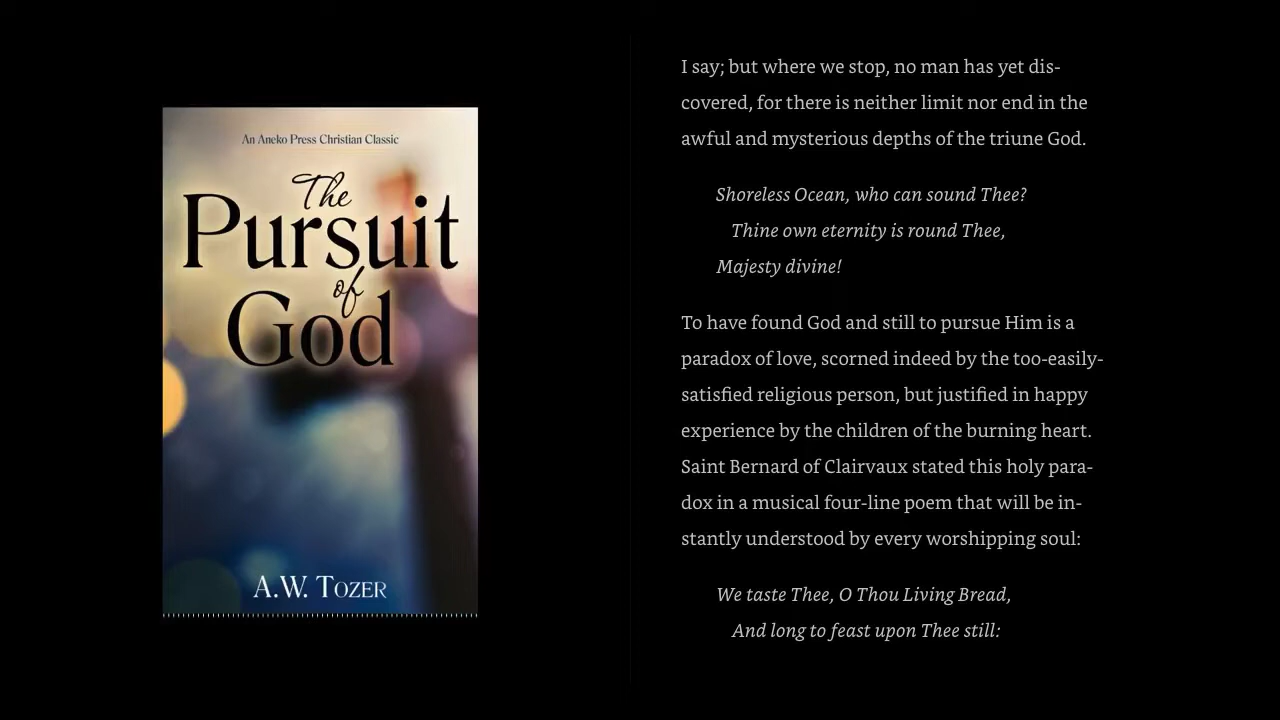 An Aneko Press Christian Classic
The
Pursuit
of
God
A.W. Tozer
I say; but where we stop, no man has yet dis-
covered, for there is neither limit nor end in the
awful and mysterious depths of the triune God.
Shoreless Ocean, who can sound Thee?
Thine own eternity is round Thee,
Majesty divine!
To have found God and still to pursue Him is a
paradox of love, scorned indeed by the too-easily-
satisfied religious person, but justified in happy
experience by the children of the burning heart.
Saint Bernard of Clairvaux stated this holy para-
dox in a musical four-line poem that will be in-
stantly understood by every worshipping soul:
We taste Thee, O Thou Living Bread,
And long to feast upon Thee still: